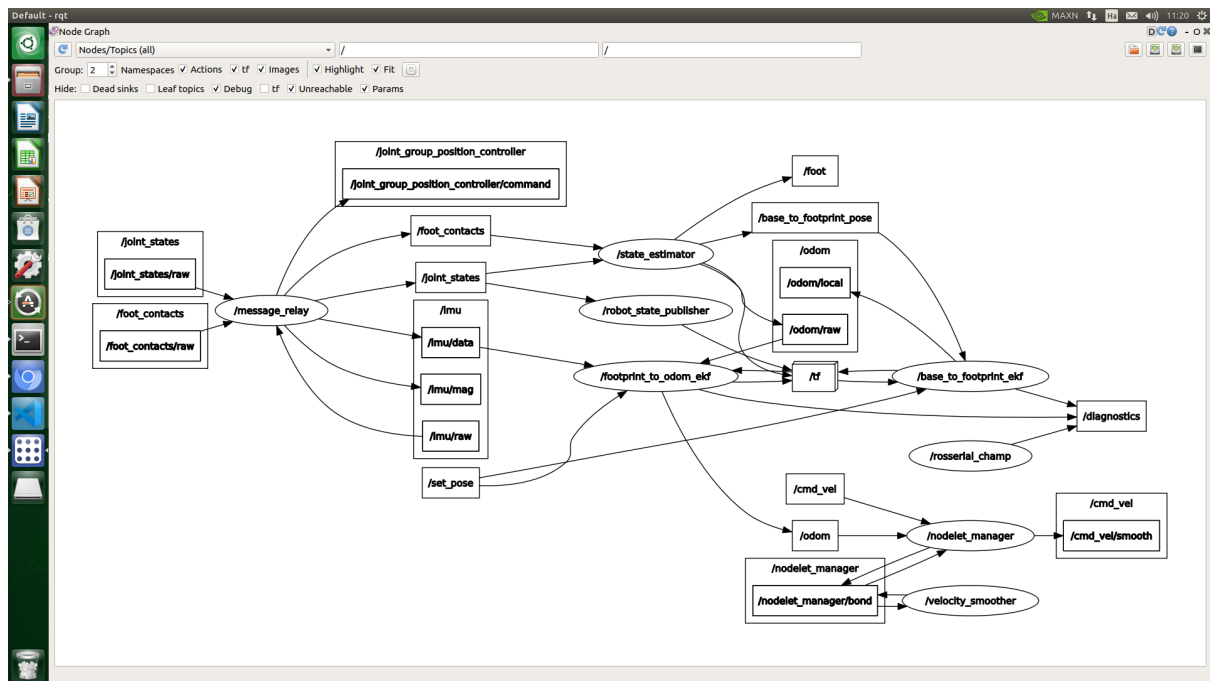 Default - rqt
MAXN
Ha
11:20
Node Graph
D
- O
Nodes/Topics (all)
/
/
Group: 2 Namespaces Actions tf Images Highlight Fit
Hide: Dead sinks Leaf topics Debug tf Unreachable Params
/joint_group_position_controller
/joint_group_position_controller/command
/foot
/foot_contacts
/base_to_footprint_pose
/joint_states
/joint_states/raw
/state_estimator
/odom
/odom/local
/joint_states
/foot_contacts
/foot_contacts/raw
/message_relay
/imu
/robot_state_publisher
/odom/raw
/imu/data
/footprint_to_odom_ekf
/tf
/base_to_footprint_ekf
/imu/mag
/diagnostics
/imu/raw
/rosserial_champ
/set_pose
/cmd_vel
/cmd_vel
/odom
/nodelet_manager
/cmd_vel/smooth
/nodelet_manager
/nodelet_manager/bond
/velocity_smoother